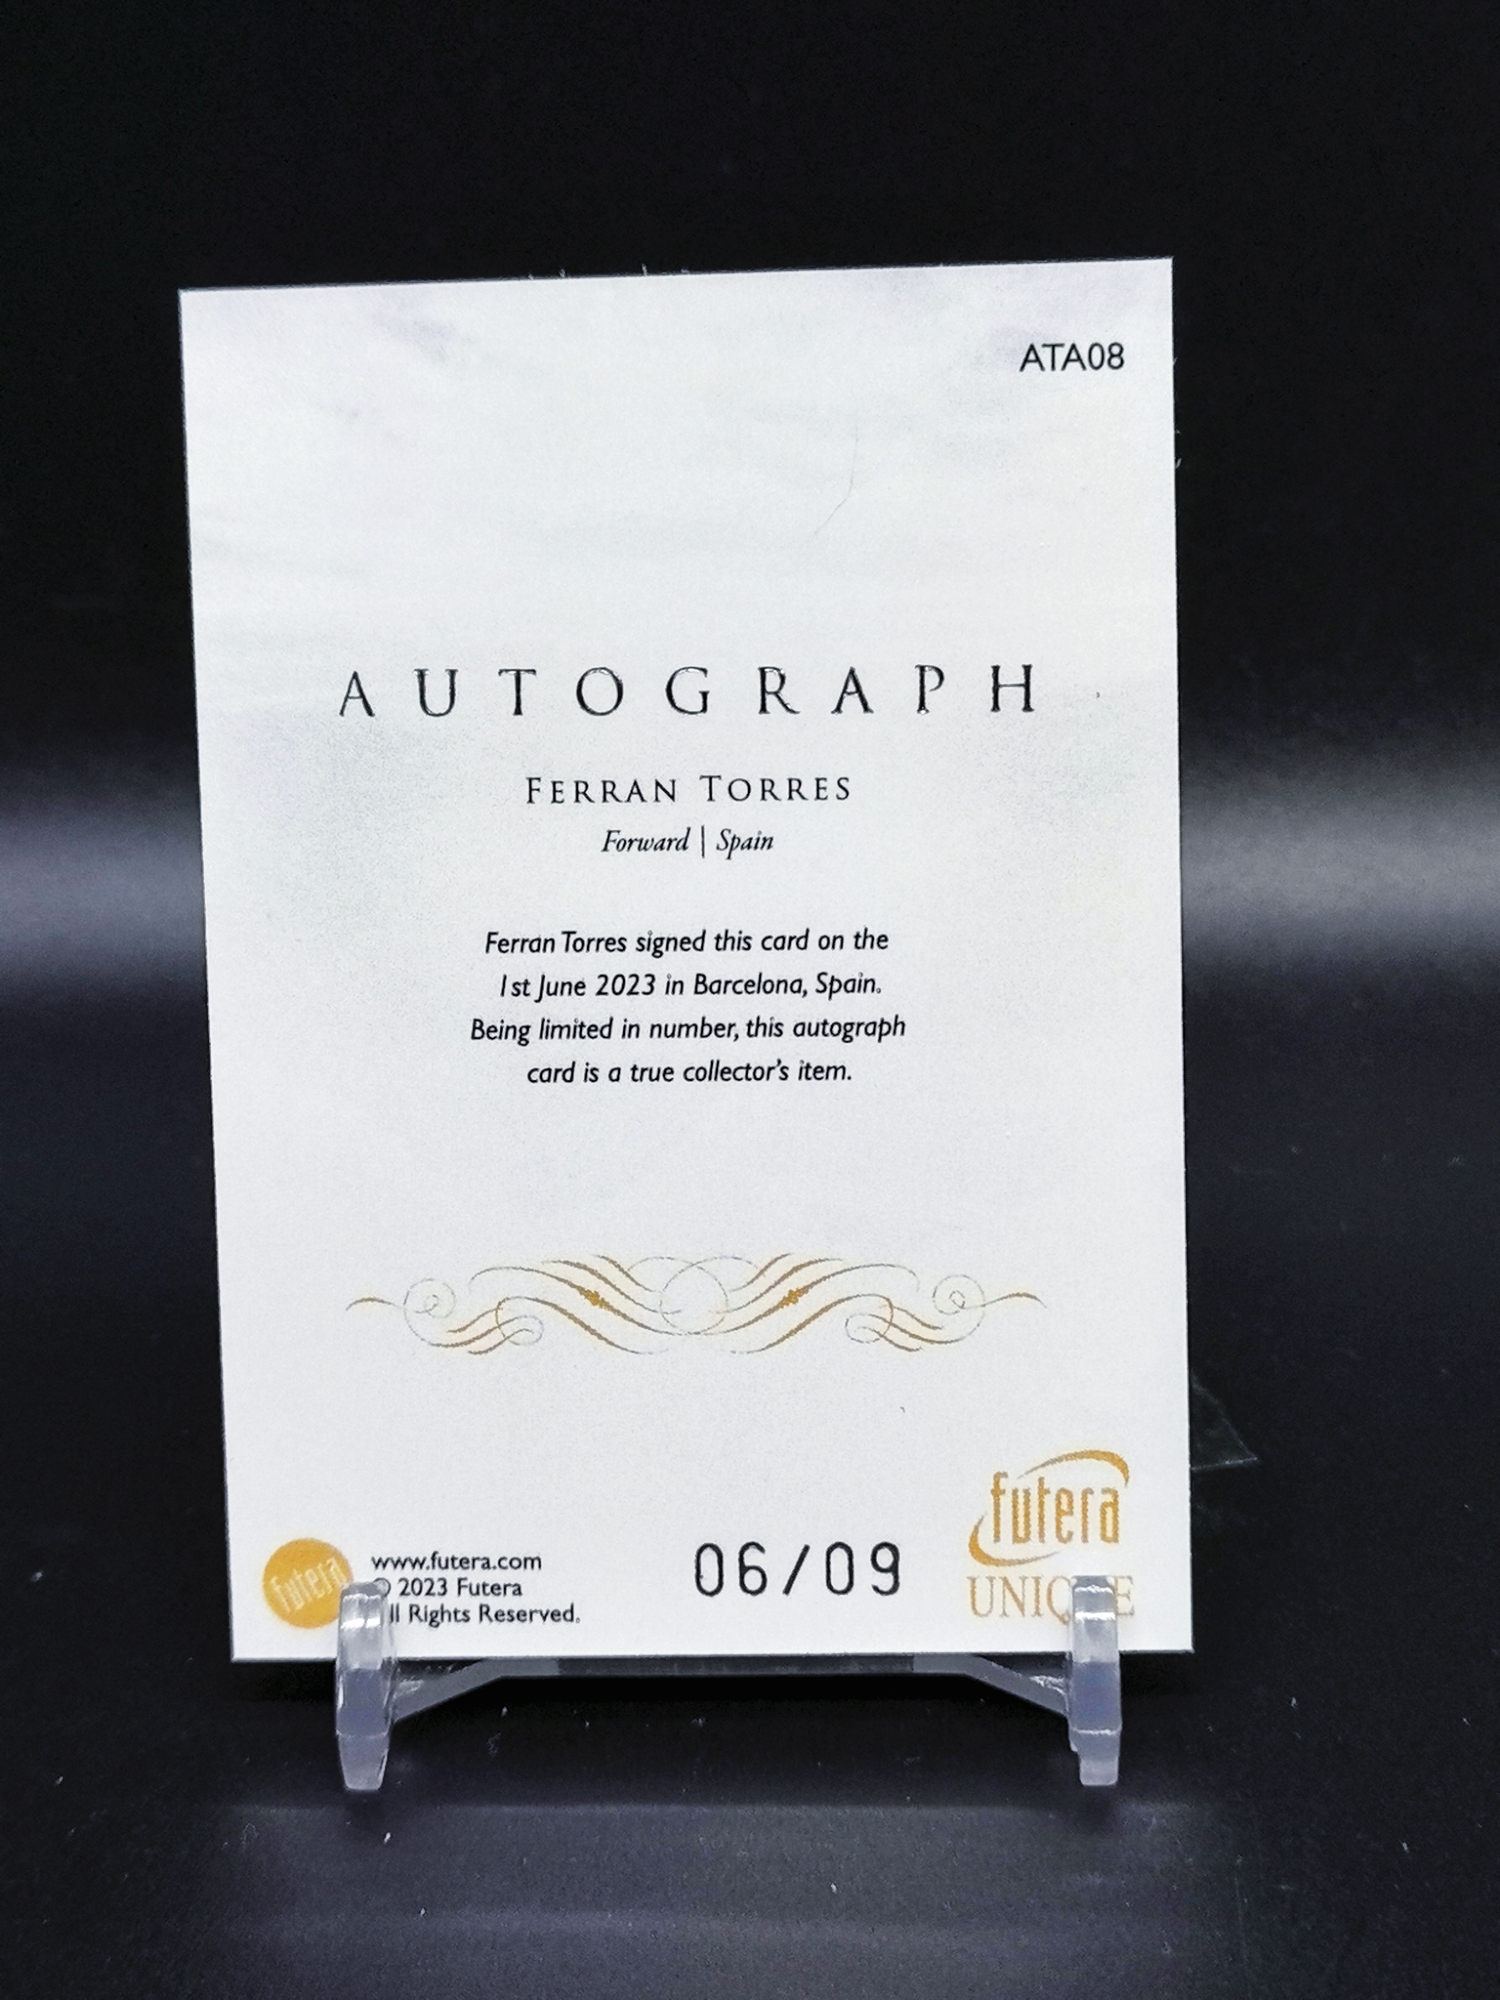 ATA08
AUTOGRAPH
FERRAN TORRES
Forward | Spain
Ferran Torres signed this card on the
1st June 2023 in Barcelona, Spain.
Being limited in number, this autograph
card is a true collector's item.
futera
www.futera.com
© 2023 Futera
All Rights Reserved.
06/09
futera
UNIQUE